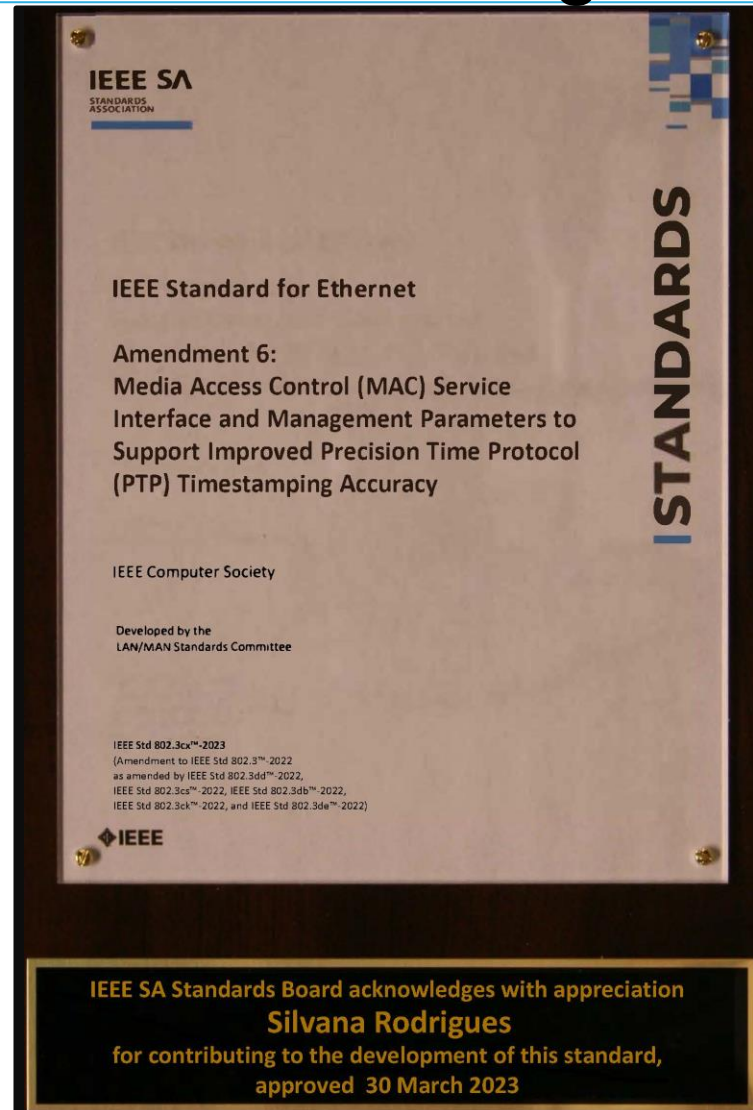 IEEE SA
STANDARDS
ASSOCIATION
STANDARDS
IEEE Standard for Ethernet
Amendment 6:
Media Access Control (MAC) Service
Interface and Management Parameters to
Support Improved Precision Time Protocol
(PTP) Timestamping Accuracy
IEEE Computer Society
Developed by the
LAN/MAN Standards Committee
IEEE Std 802.3cx™-2023
(Amendment to IEEE Std 802.3™-2022
as amended by IEEE Std 802.3dd™-2022,
IEEE Std 802.3cs™-2022, IEEE Std 802.3db™-2022,
IEEE Std 802.3ck™-2022, and IEEE Std 802.3de™-2022)
IEEE
IEEE SA Standards Board acknowledges with appreciation
Silvana Rodrigues
for contributing to the development of this standard,
approved 30 March 2023